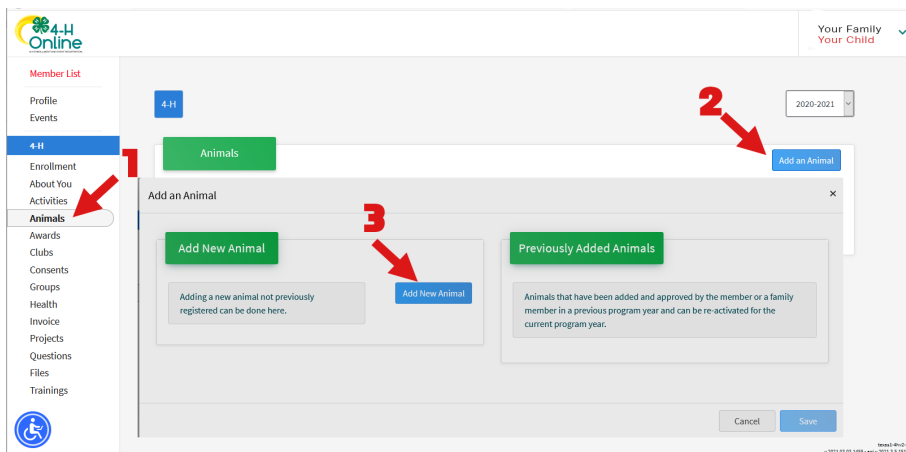 4-H
Online
Your Family
Your Child
Member List
Profile
Events
4-H
Enrollment
About You
Activities
Animals
Awards
Clubs
Consents
Groups
Health
Invoice
Projects
Questions
Files
Trainings
4-H
2020-2021
1
2
Animals
Add an Animal
Add an Animal
×
3
Add New Animal
Adding a new animal not previously
registered can be done here.
Add New Animal
Previously Added Animals
Animals that have been added and approved by the member or a family
member in a previous program year and can be re-activated for the
current program year.
Cancel
Save